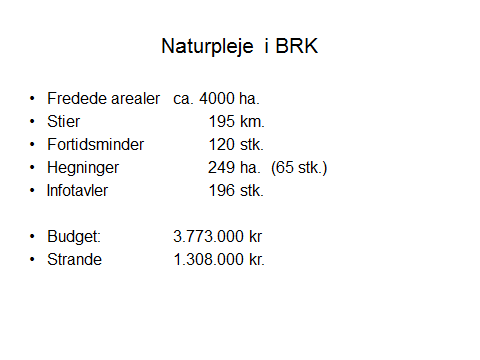 Naturpleje i BRK
• Fredede arealer ca. 4000 ha.
• Stier 195 km.
• Fortidsminder 120 stk.
• Hegninger 249 ha. (65 stk.)
• Infotavler 196 stk.
• Budget: 3.773.000 kr
• Strande 1.308.000 kr.